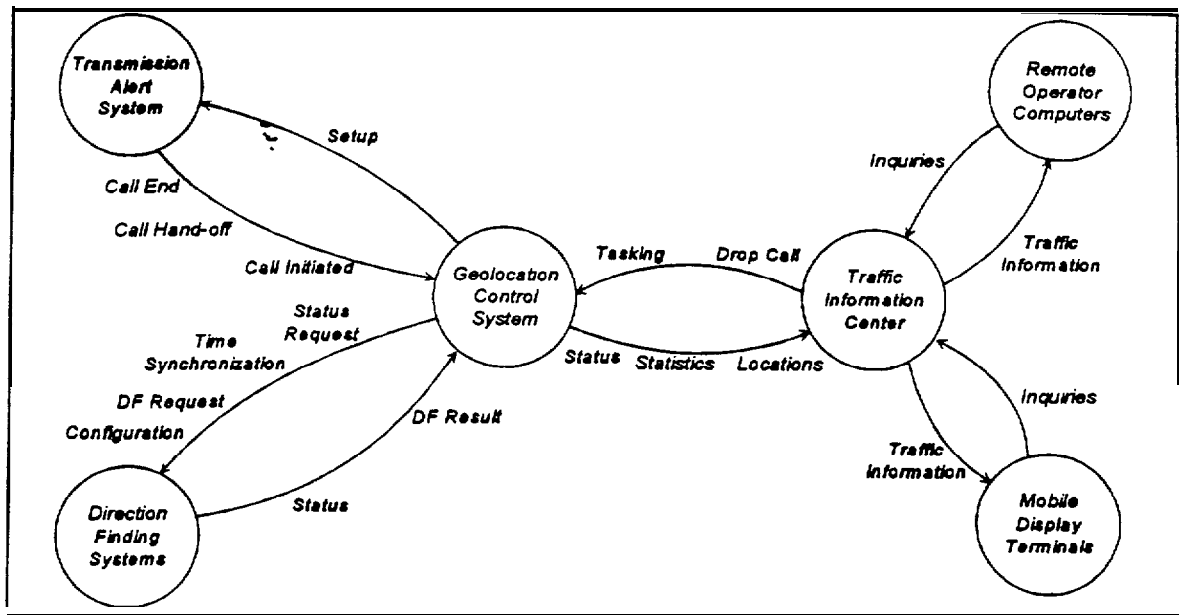 Transmission
Alert
System
Remote
Operator
Computers
Setup
Inquiries
Call End
Call Hand-off
Call Initiated
Traffic
Information
Geolocation
Control
System
Tasking
Drop Call
Traffic
Information
Center
Status
Request
Time
Synchronization
DF Request
Configuration
Status
Statistics
Locations
DF Result
Inquiries
Traffic
Information
Status
Direction
Finding
Systems
Mobile
Display
Terminals